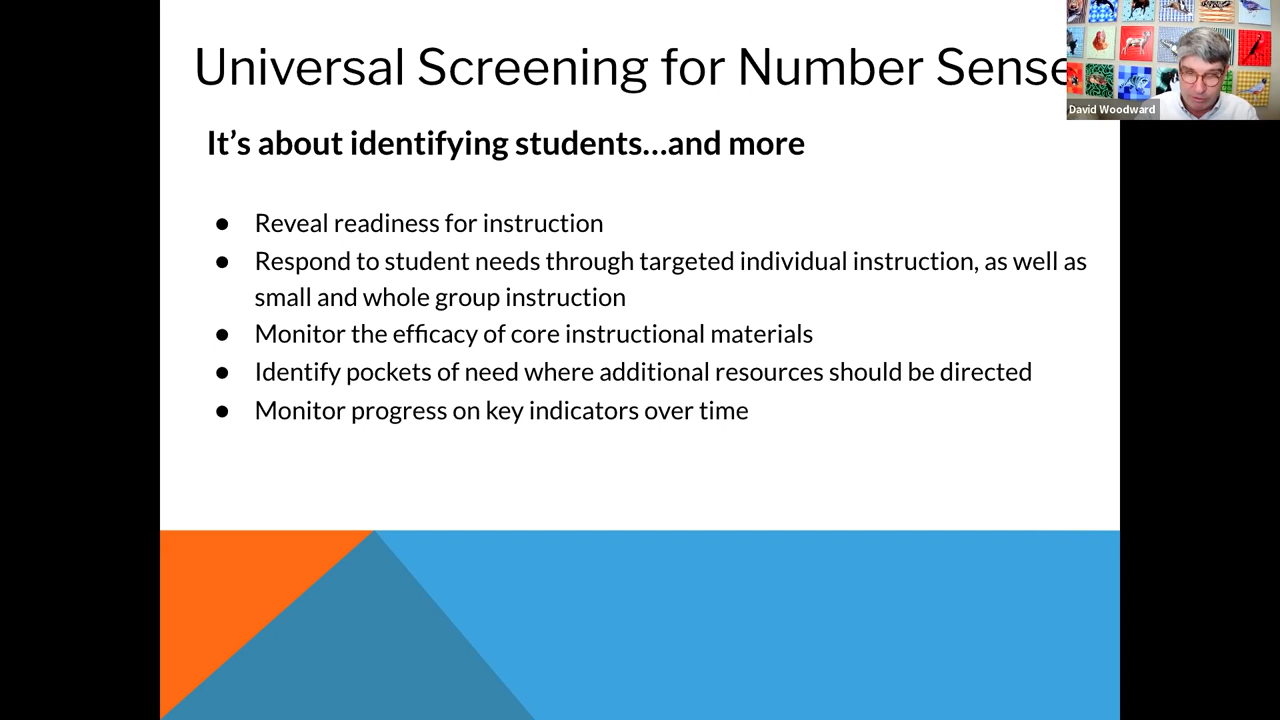 Universal Screening for Number Sense
David Woodward
It’s about identifying students...and more
● Reveal readiness for instruction
● Respond to student needs through targeted individual instruction, as well as
small and whole group instruction
● Monitor the efficacy of core instructional materials
● Identify pockets of need where additional resources should be directed
● Monitor progress on key indicators over time